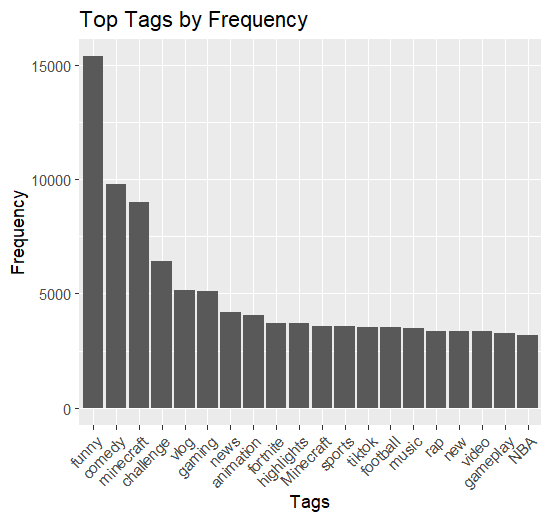 Top Tags by Frequency
Frequency
15000
10000
5000
0
funny
comedy
minecraft
challenge
vlog
gaming
news
animation
fortnite
highlights
Minecraft
sports
tiktok
football
music
rap
new
video
gameplay
NBA
Tags